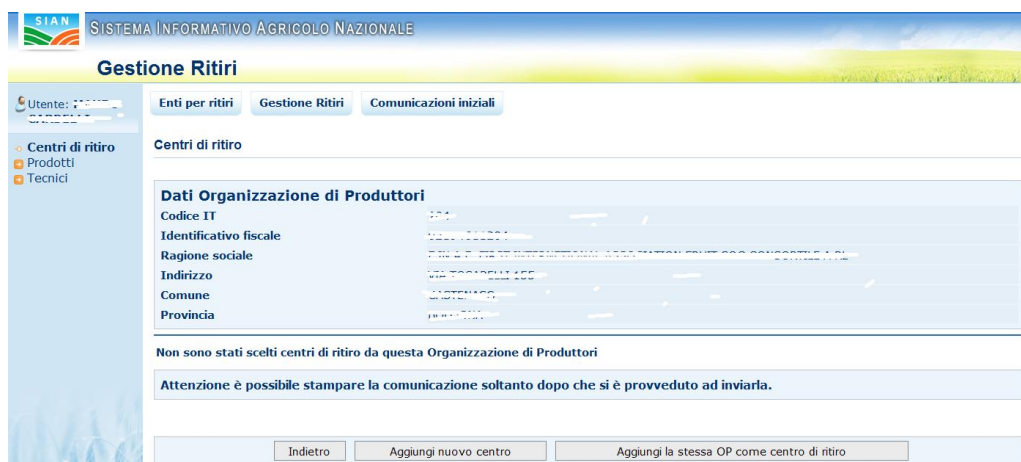 SIAN
SISTEMA INFORMATIVO AGRICOLO NAZIONALE
Gestione Ritiri
Utente:
Enti per ritiri Gestione Ritiri Comunicazioni iniziali
Centri di ritiro
Prodotti
Tecnici
Centri di ritiro
Dati Organizzazione di Produttori
Codice IT
Identificativo fiscale
Ragione sociale
Indirizzo
Comune
Provincia
Non sono stati scelti centri di ritiro da questa Organizzazione di Produttori
Attenzione è possibile stampare la comunicazione soltanto dopo che si è provveduto ad inviarla.
Indietro Aggiungi nuovo centro Aggiungi la stessa OP come centro di ritiro